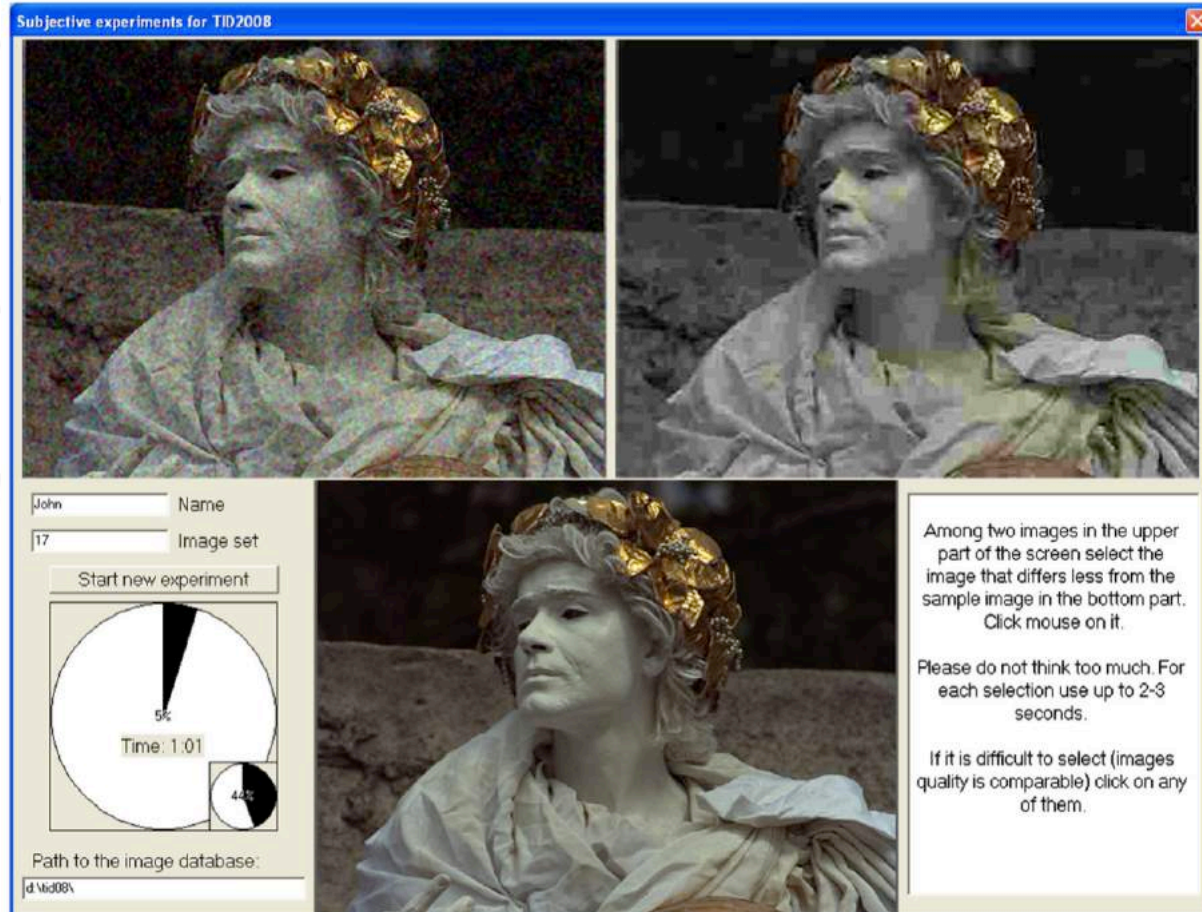 Subjective experiments for TID2008
John
Name
17
Image set
Start new experiment
5%
Time: 1:01
44%
Path to the image database:
d:\tid08\
Among two images in the upper
part of the screen select the
image that differs less from the
sample image in the bottom part.
Click mouse on it.
Please do not think too much. For
each selection use up to 2-3
seconds.
If it is difficult to select (images
quality is comparable) click on any
of them.